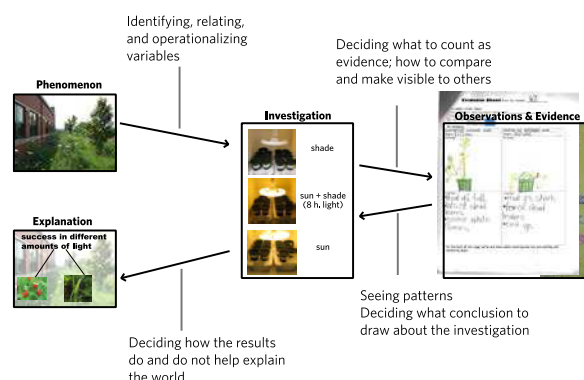 Identifying, relating,
and operationalizing
variables
Deciding what to count as
evidence; how to compare
and make visible to others
Phenomenon
Investigation
Observations & Evidence
shade
sun + shade
(8 h. light)
sun
Explanation
success in different
amounts of light
Seeing patterns
Deciding what conclusion to
draw about the investigation
Deciding how the results
do and do not help explain
the world